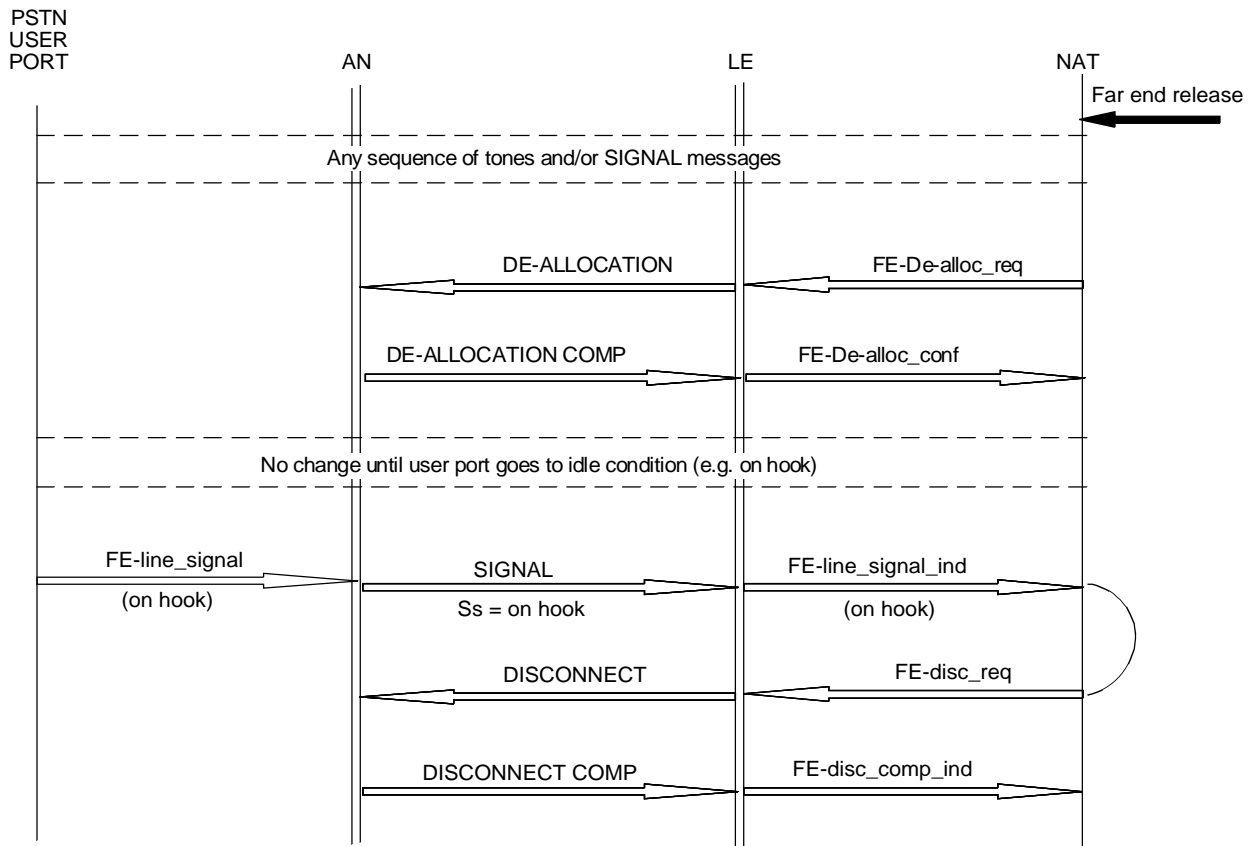 PSTN
USER
PORT
AN
LE
NAT
Far end release
Any sequence of tones and/or SIGNAL messages
DE-ALLOCATION
FE-De-alloc_req
DE-ALLOCATION COMP
FE-De-alloc_conf
No change until user port goes to idle condition (e.g. on hook)
FE-line_signal
(on hook)
SIGNAL
Ss = on hook
FE-line_signal_ind
(on hook)
DISCONNECT
FE-disc_req
DISCONNECT COMP
FE-disc_comp_ind